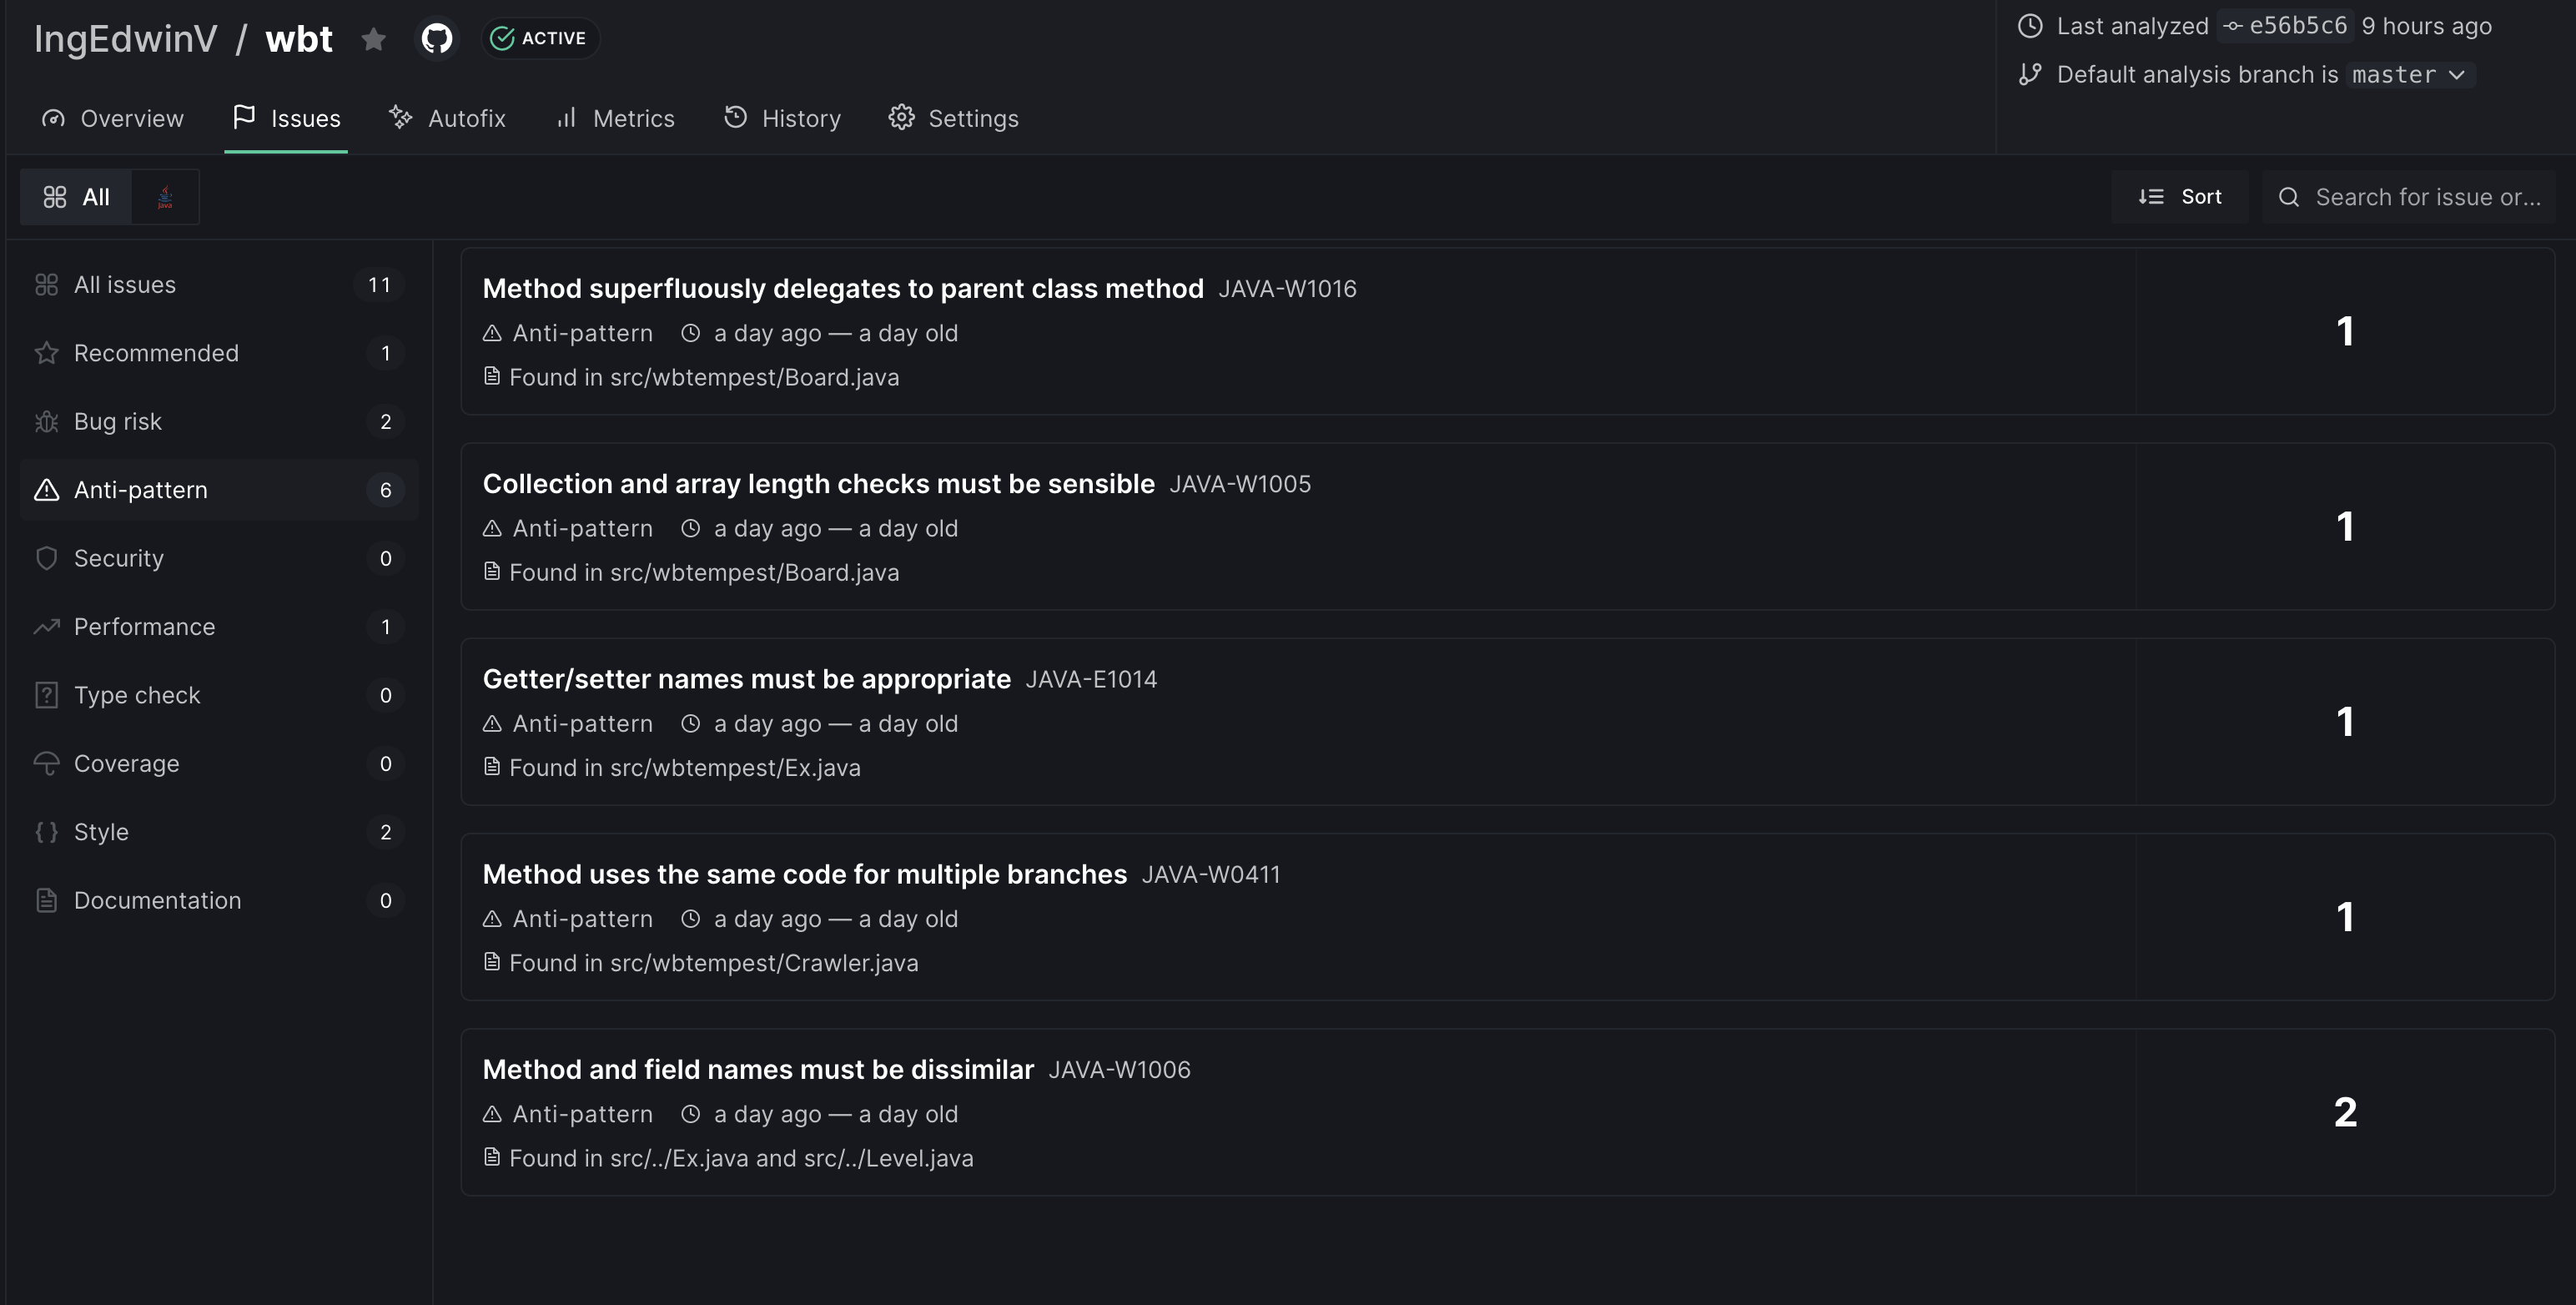 IngEdwinV / wbt ACTIVE
Last analyzed e56b5c6 9 hours ago
Default analysis branch is master
Overview Issues Autofix Metrics History Settings
All Java Sort Search for issue or...
All issues 11
Recommended 1
Bug risk 2
Anti-pattern 6
Security 0
Performance 1
Type check 0
Coverage 0
Style 2
Documentation 0
Method superfluously delegates to parent class method JAVA-W1016
Anti-pattern a day ago — a day old
Found in src/wbtempest/Board.java
1
Collection and array length checks must be sensible JAVA-W1005
Anti-pattern a day ago — a day old
Found in src/wbtempest/Board.java
1
Getter/setter names must be appropriate JAVA-E1014
Anti-pattern a day ago — a day old
Found in src/wbtempest/Ex.java
1
Method uses the same code for multiple branches JAVA-W0411
Anti-pattern a day ago — a day old
Found in src/wbtempest/Crawler.java
1
Method and field names must be dissimilar JAVA-W1006
Anti-pattern a day ago — a day old
Found in src/../Ex.java and src/../Level.java
2